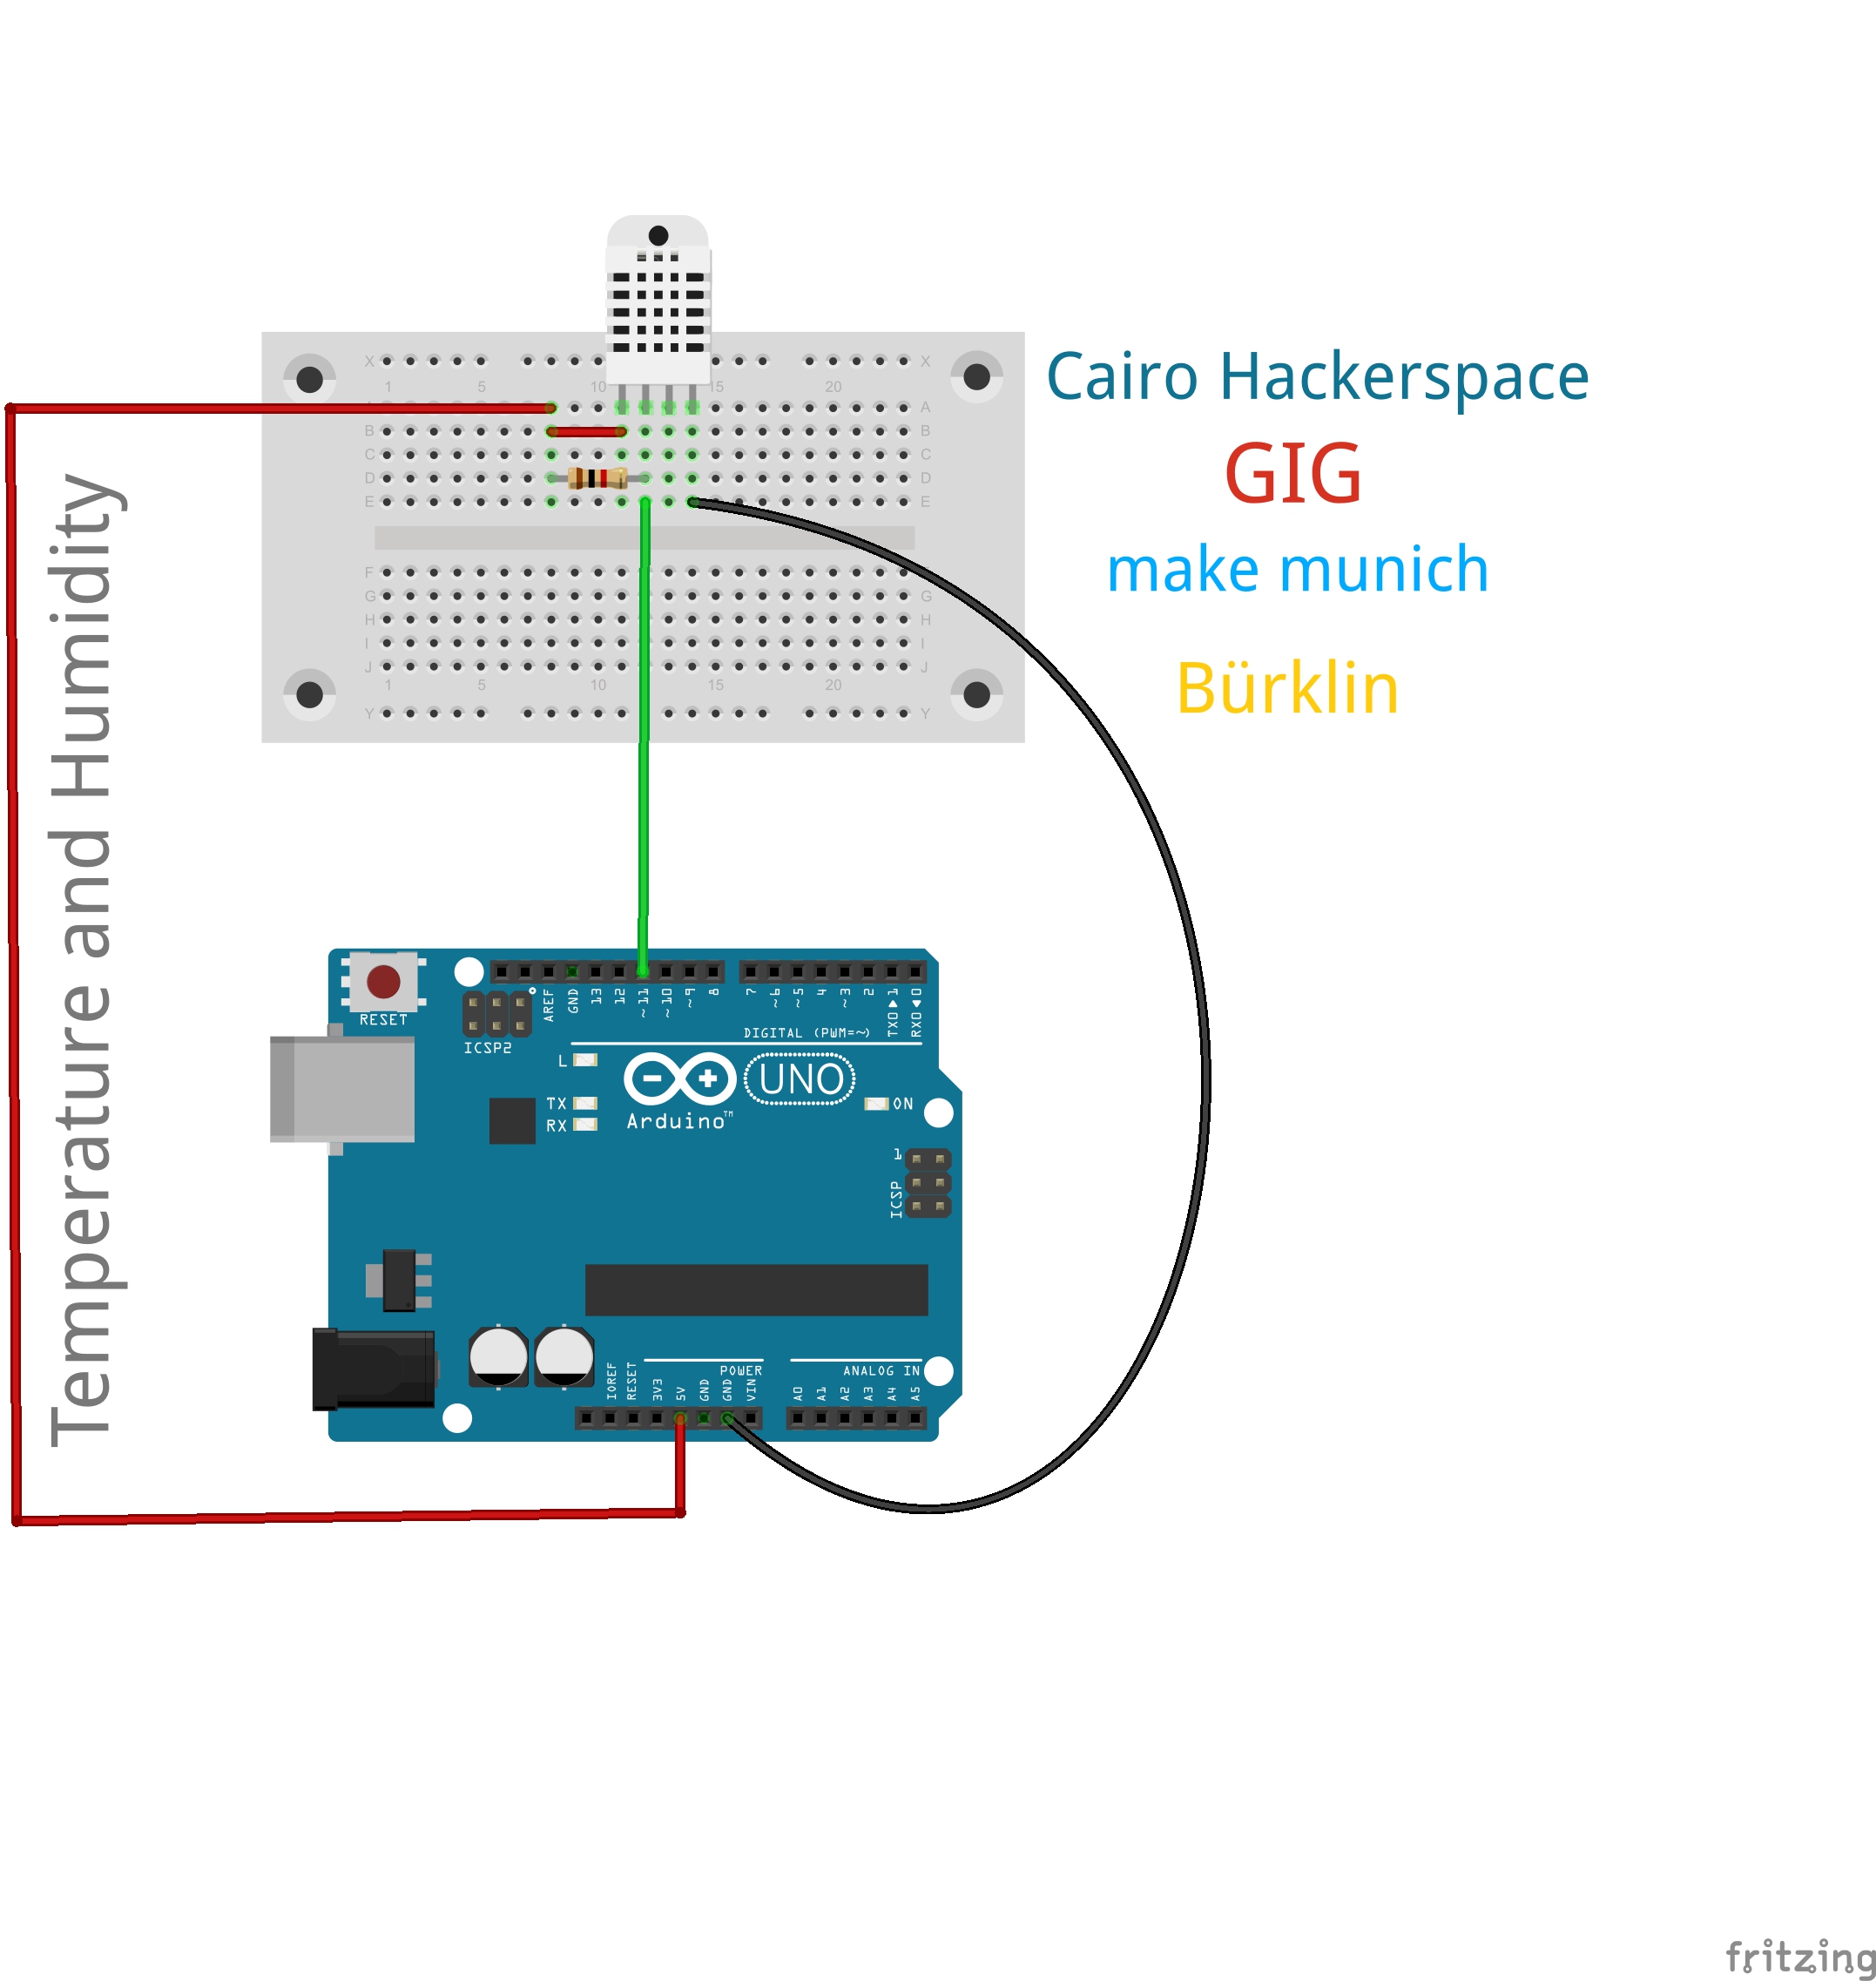 Temperature and Humidity
Cairo Hackerspace
GIG
make munich
Bürklin
X X
1 5 10 15 20
A
B B
C C
D D
E E
F F
G G
H H
I I
J J
1 5 10 15 20
Y Y
RESET
ICSP2
AREF
GND
13
12
~11
~10
~9
8
7
~6
~5
4
~3
2
TX0▶1
RX0◀0
DIGITAL (PWM=~)
L
TX
RX
Arduino™
UNO
ON
1
ICSP
IOREF
RESET
3V3
5V
GND
GND
VIN
POWER
ANALOG IN
A0
A1
A2
A3
A4
A5
fritzing